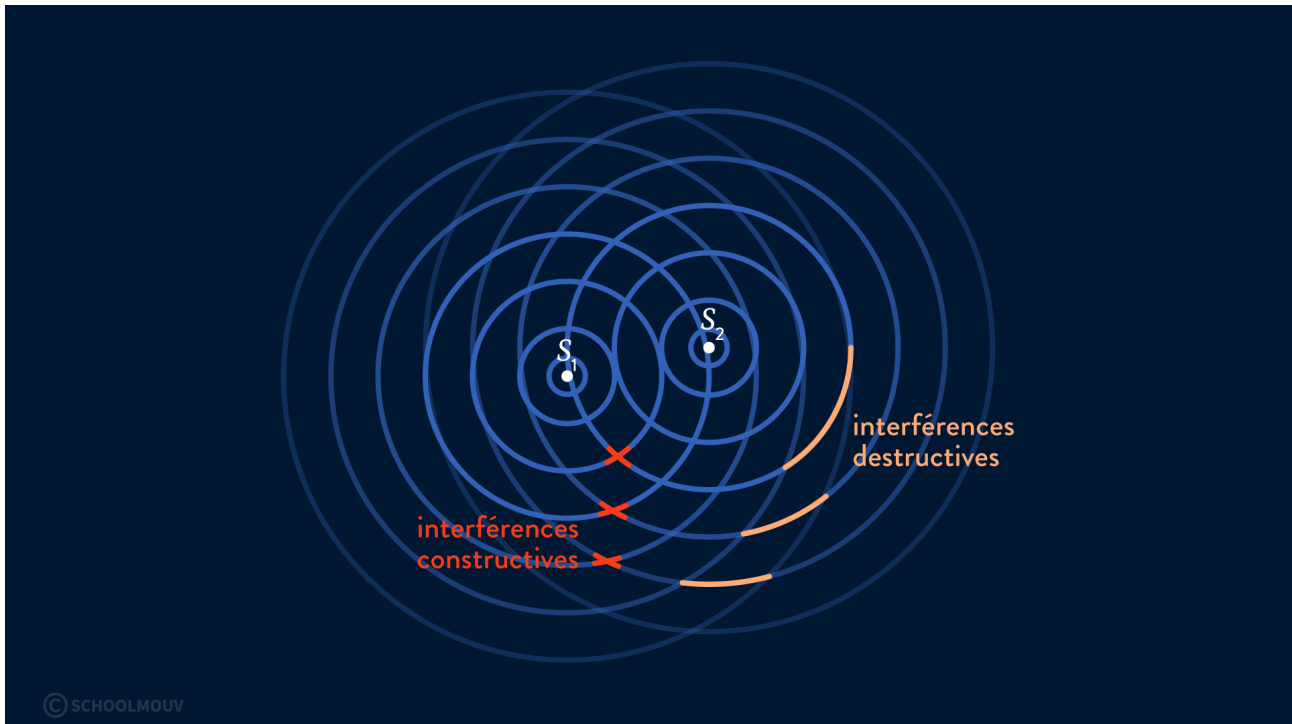 S₂
S₁
interférences
destructives
interférences
constructives
© SCHOOLMOUV